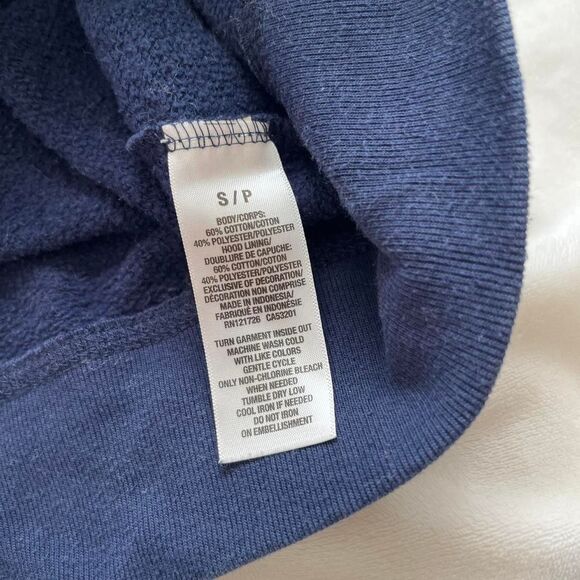 S / P
BODY/CORPS:
60% COTTON/COTON
40% POLYESTER/POLYESTER
HOOD LINING/
DOUBLURE DE CAPUCHE:
60% COTTON/COTON
40% POLYESTER/POLYESTER
EXCLUSIVE OF DECORATION/
DÉCORATION NON COMPRISE
MADE IN INDONESIA/
FABRIQUÉ EN INDONÉSIE
RN121726 CA53201
TURN GARMENT INSIDE OUT
MACHINE WASH COLD
WITH LIKE COLORS
GENTLE CYCLE
ONLY NON-CHLORINE BLEACH
WHEN NEEDED
TUMBLE DRY LOW
COOL IRON IF NEEDED
DO NOT IRON
ON EMBELLISHMENT